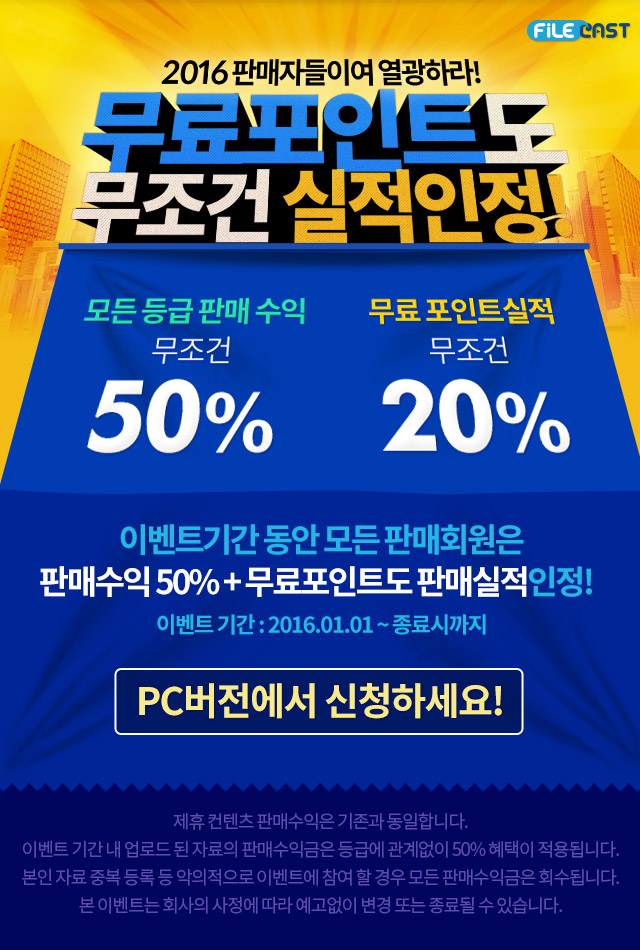 FILECAST
2016 판매자들이여 열광하라!
무료포인트도
무조건 실적인정!
모든 등급 판매 수익
무조건
50%
무료 포인트실적
무조건
20%
이벤트기간 동안 모든 판매회원은
판매수익 50% + 무료포인트도 판매실적인정!
이벤트 기간 : 2016.01.01 ~ 종료시까지
PC버전에서 신청하세요!
제휴 컨텐츠 판매수익은 기존과 동일합니다.
이벤트 기간 내 업로드 된 자료의 판매수익금은 등급에 관계없이 50% 혜택이 적용됩니다.
본인 자료 중복 등록 등 악의적으로 이벤트에 참여 할 경우 모든 판매수익금은 회수됩니다.
본 이벤트는 회사의 사정에 따라 예고없이 변경 또는 종료될 수 있습니다.